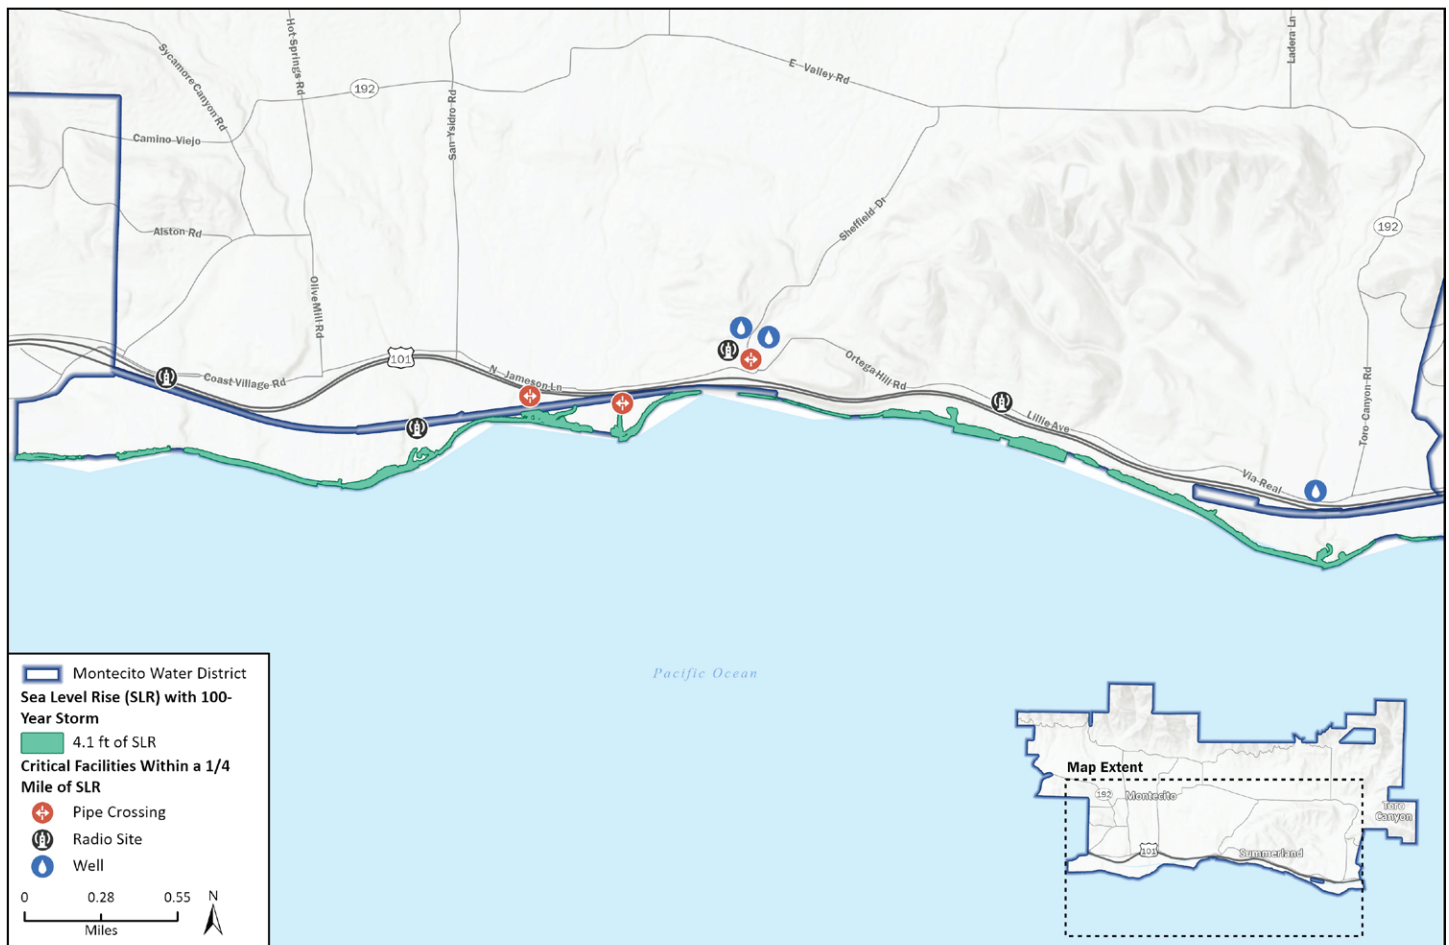 Hot Springs Rd
Sycamore Canyon Rd
San Ysidro Rd
Ladera Ln
E Valley Rd
192
Camino Viejo
Alston Rd
Sheffield Dr
192
Olive Mill Rd
101
Coast Village Rd
N Jameson Ln
Ortega Hill Rd
Lillie Ave
Toro Canyon Rd
Via Real
Pacific Ocean
Montecito Water District
Sea Level Rise (SLR) with 100-
Year Storm
4.1 ft of SLR
Critical Facilities Within a 1/4
Mile of SLR
Pipe Crossing
Radio Site
Well
0 0.28 0.55
Miles
N
Map Extent
192
Montecito
Toro
Canyon
101
Summerland